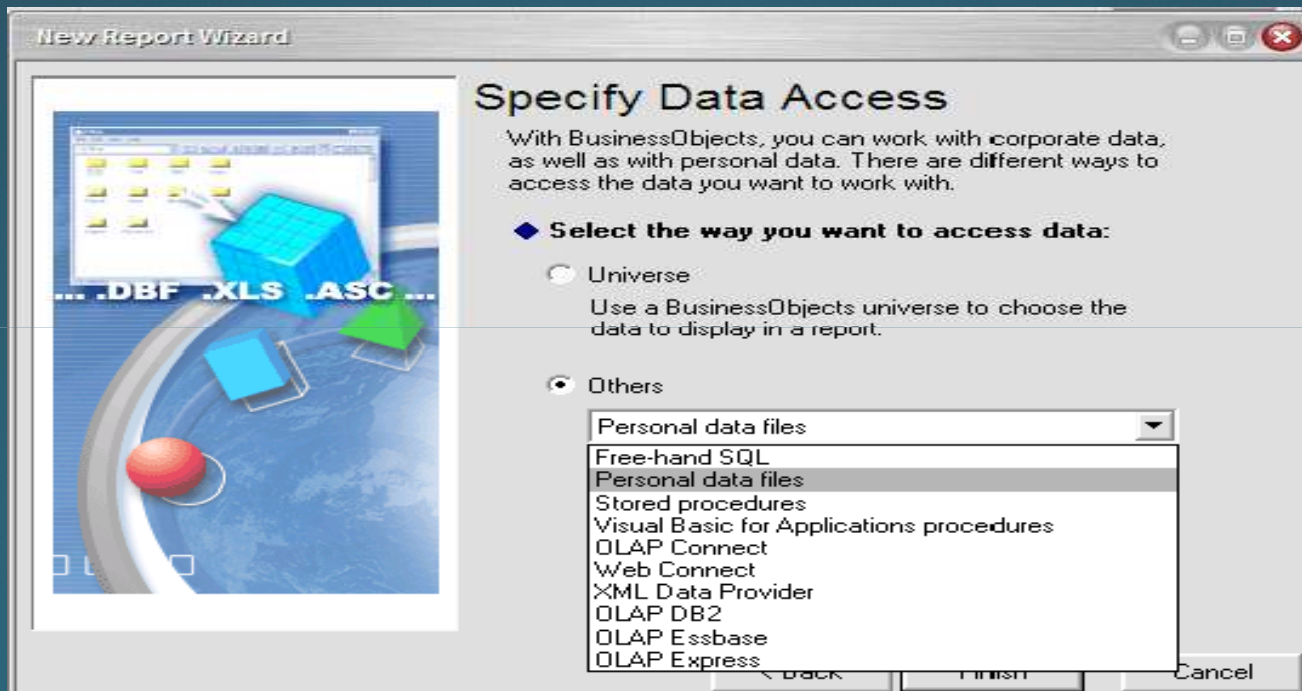 New Report Wizard
... .DBF .XLS .ASC ...
Specify Data Access
With BusinessObjects, you can work with corporate data,
as well as with personal data. There are different ways to
access the data you want to work with.
Select the way you want to access data:
Universe
Use a BusinessObjects universe to choose the
data to display in a report.
Others
Personal data files
Free-hand SQL
Personal data files
Stored procedures
Visual Basic for Applications procedures
OLAP Connect
Web Connect
XML Data Provider
OLAP DB2
OLAP Essbase
OLAP Express
< Back Finish Cancel